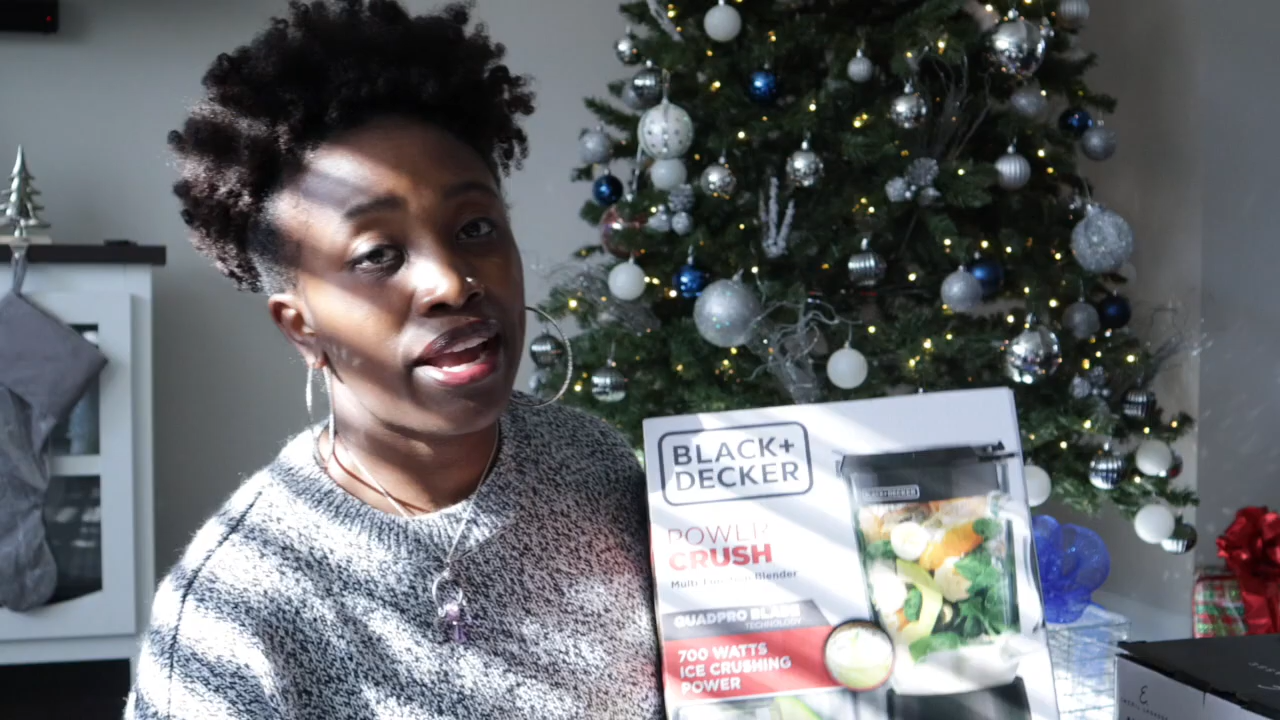 BLACK+
DECKER
BLACK+DECKER
POWER
CRUSH
Multi-Function Blender
QUADPRO BLADE
TECHNOLOGY
700 WATTS
ICE CRUSHING
POWER